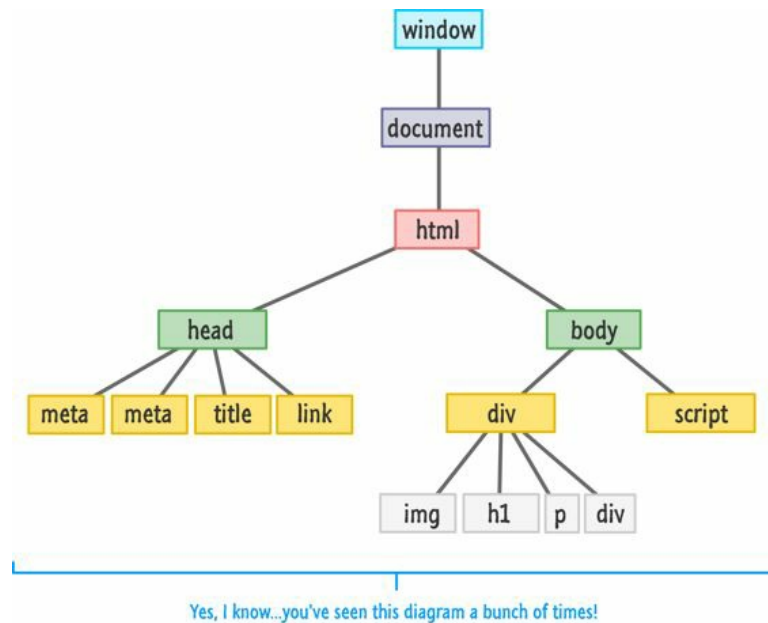 window
document
html
head body
meta meta title link div script
img h1 p div
Yes, I know...you've seen this diagram a bunch of times!